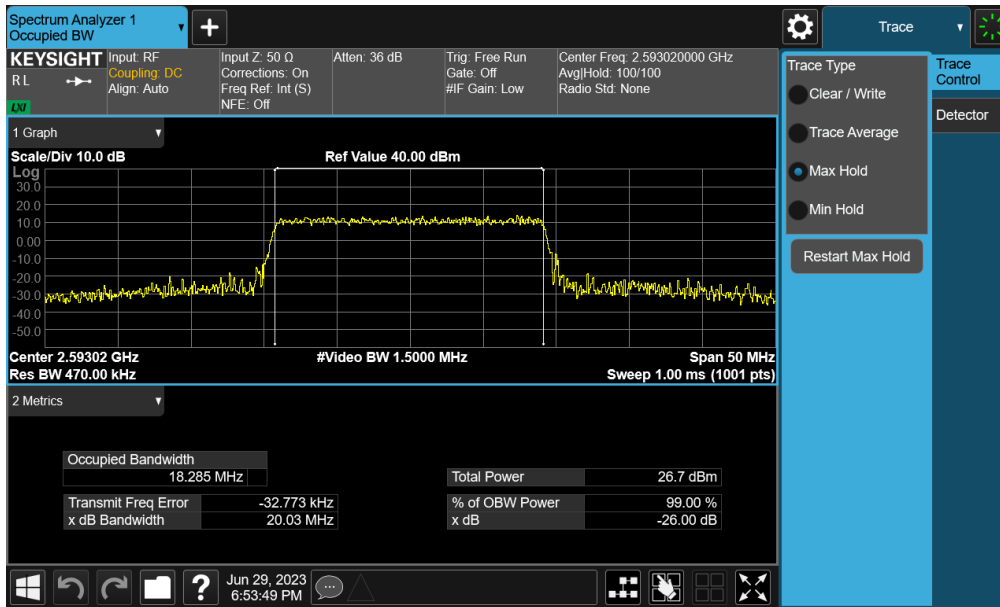 Spectrum Analyzer 1
Occupied BW
+
Trace
KEYSIGHT
R L
LXI
Input: RF
Coupling: DC
Align: Auto
Input Z: 50 Ω
Corrections: On
Freq Ref: Int (S)
NFE: Off
Atten: 36 dB
Trig: Free Run
Gate: Off
#IF Gain: Low
Center Freq: 2.593020000 GHz
Avg|Hold: 100/100
Radio Std: None
Trace Type
Clear / Write
Trace Average
Max Hold
Min Hold
Restart Max Hold
Trace
Control
Detector
1 Graph
Scale/Div 10.0 dB
Ref Value 40.00 dBm
Log
30.0
20.0
10.0
0.00
-10.0
-20.0
-30.0
-40.0
-50.0
Center 2.59302 GHz
#Video BW 1.5000 MHz
Span 50 MHz
Res BW 470.00 kHz
Sweep 1.00 ms (1001 pts)
2 Metrics
Occupied Bandwidth
18.285 MHz
Total Power 26.7 dBm
Transmit Freq Error -32.773 kHz
% of OBW Power 99.00 %
x dB Bandwidth 20.03 MHz
x dB -26.00 dB
?
Jun 29, 2023
6:53:49 PM